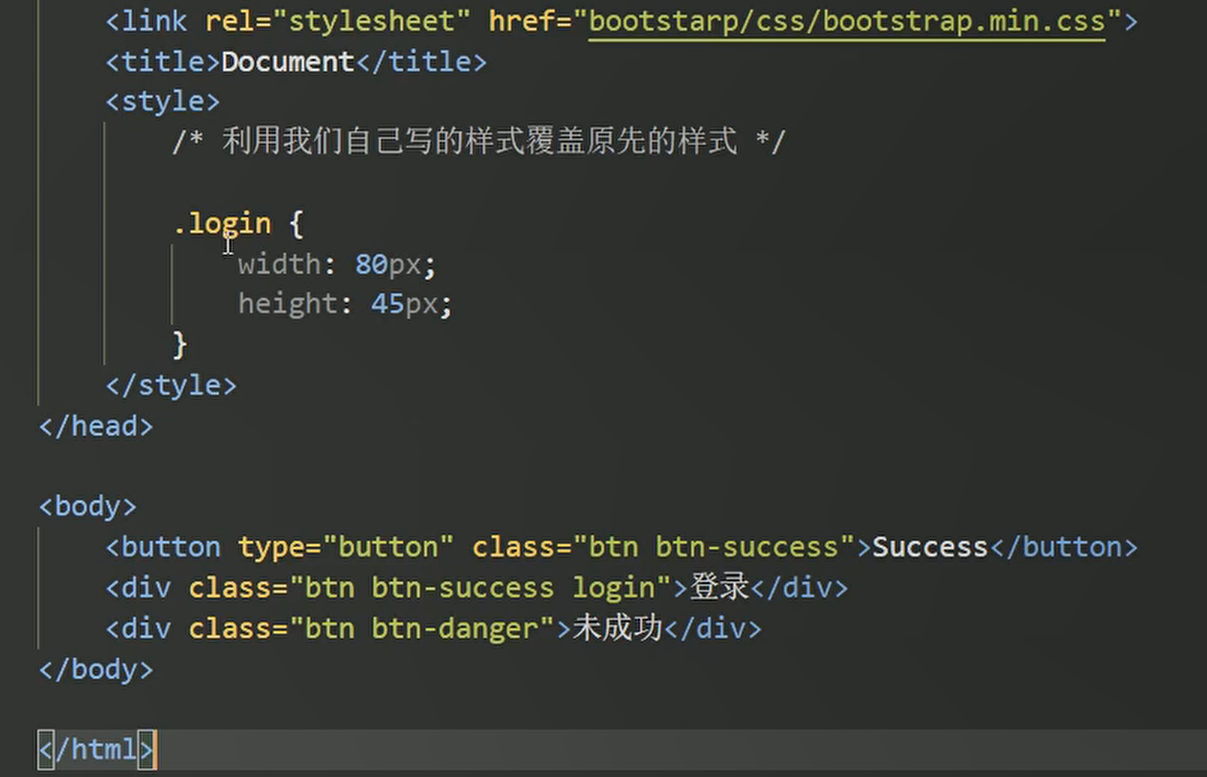 <link rel="stylesheet" href="bootstarp/css/bootstrap.min.css">
<title>Document</title>
<style>
/* 利用我们自己写的样式覆盖原先的样式 */
.login {
width: 80px;
height: 45px;
}
</style>
</head>
<body>
<button type="button" class="btn btn-success">Success</button>
<div class="btn btn-success login">登录</div>
<div class="btn btn-danger">未成功</div>
</body>
</html>